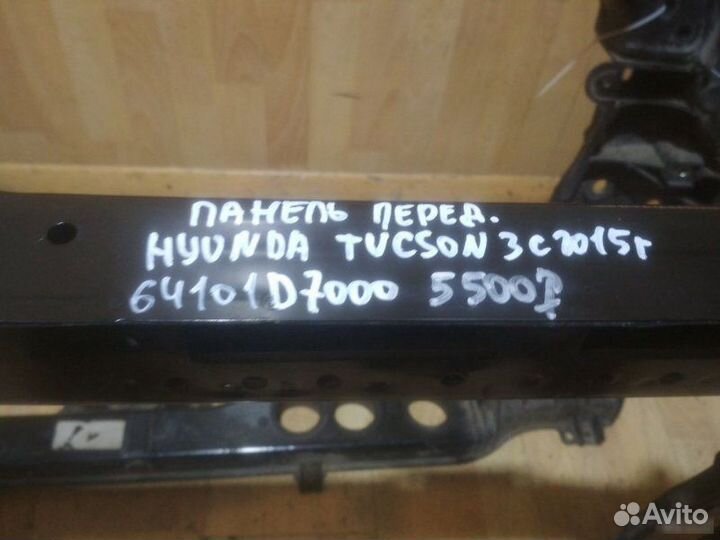 ПАНЕЛЬ ПЕРЕД.
HYUNDA TUCSON 3 С 2015г
64101D7000 5500₽
Avito